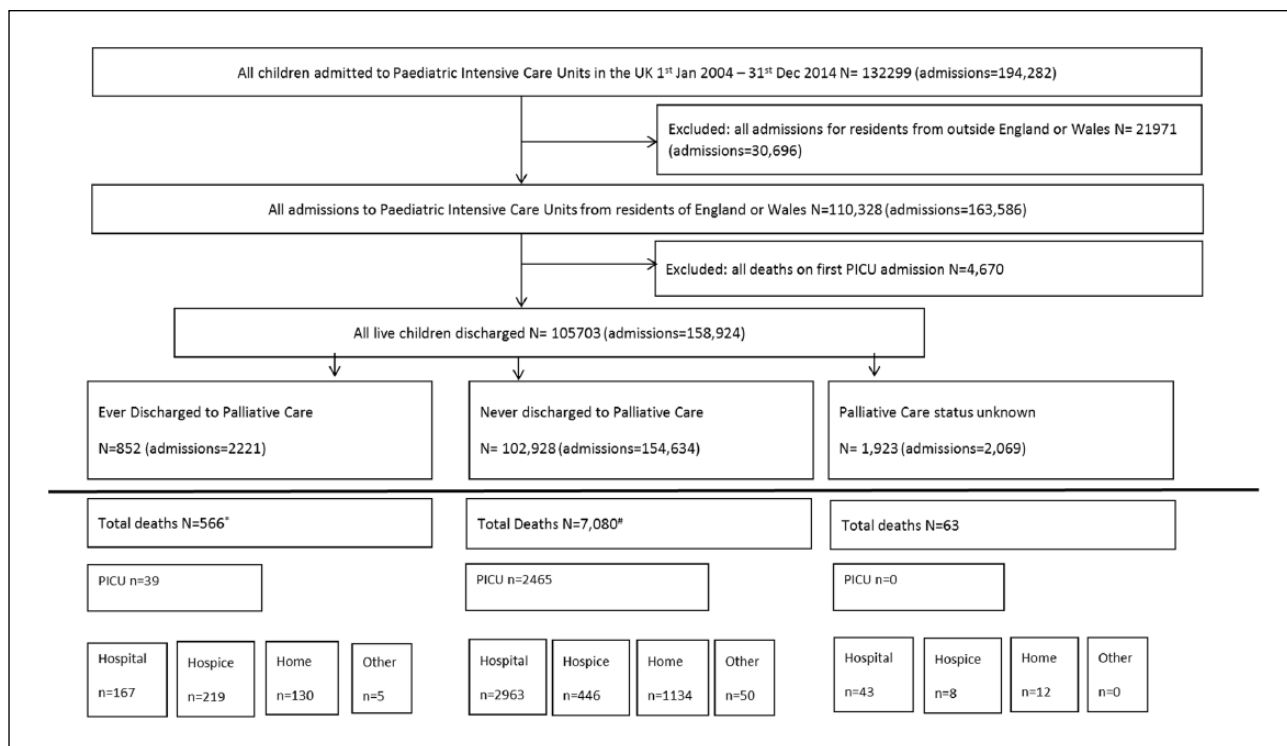 All children admitted to Paediatric Intensive Care Units in the UK 1st Jan 2004 – 31st Dec 2014 N= 132299 (admissions=194,282)
Excluded: all admissions for residents from outside England or Wales N= 21971
(admissions=30,696)
All admissions to Paediatric Intensive Care Units from residents of England or Wales N=110,328 (admissions=163,586)
Excluded: all deaths on first PICU admission N=4,670
All live children discharged N= 105703 (admissions=158,924)
Ever Discharged to Palliative Care
N=852 (admissions=2221)
Never discharged to Palliative Care
N= 102,928 (admissions=154,634)
Palliative Care status unknown
N= 1,923 (admissions=2,069)
Total deaths N=566*
Total Deaths N=7,080#
Total deaths N=63
PICU n=39
PICU n=2465
PICU n=0
Hospital
n=167
Hospice
n=219
Home
n=130
Other
n=5
Hospital
n=2963
Hospice
n=446
Home
n=1134
Other
n=50
Hospital
n=43
Hospice
n=8
Home
n=12
Other
n=0